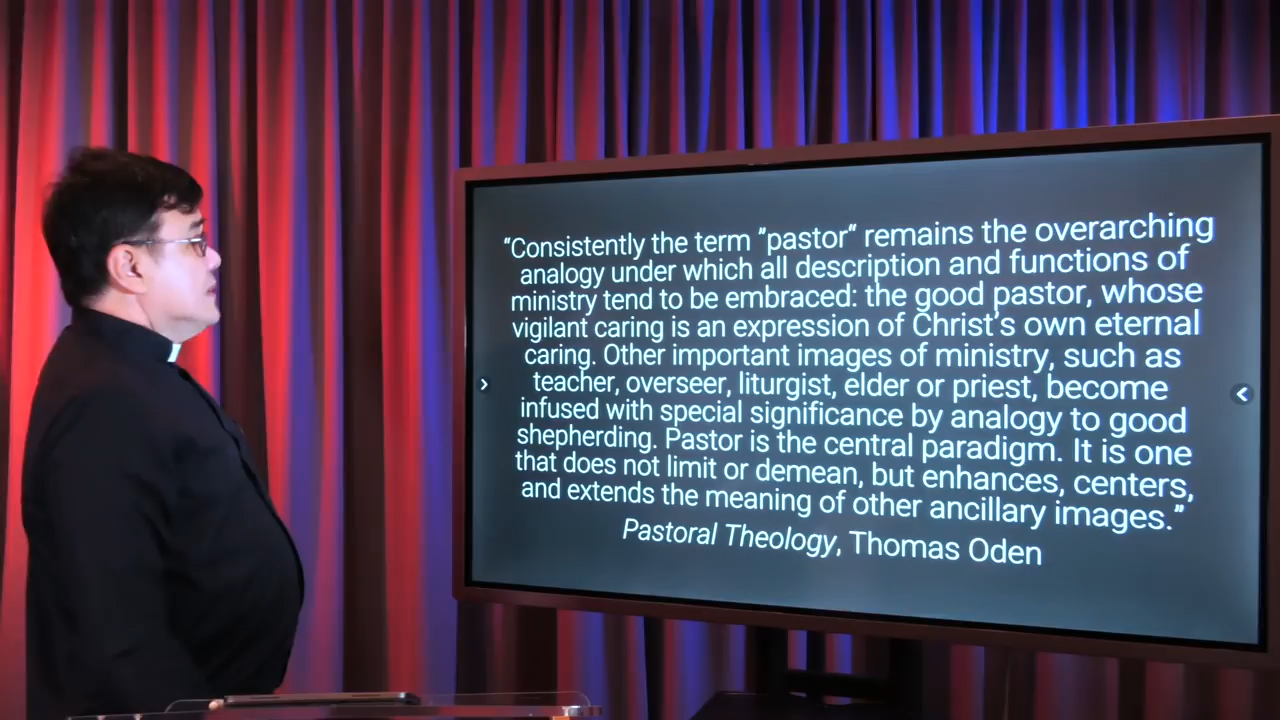 “Consistently the term ”pastor“ remains the overarching
analogy under which all description and functions of
ministry tend to be embraced: the good pastor, whose
vigilant caring is an expression of Christ's own eternal
caring. Other important images of ministry, such as
teacher, overseer, liturgist, elder or priest, become
infused with special significance by analogy to good
shepherding. Pastor is the central paradigm. It is one
that does not limit or demean, but enhances, centers,
and extends the meaning of other ancillary images.”
Pastoral Theology, Thomas Oden